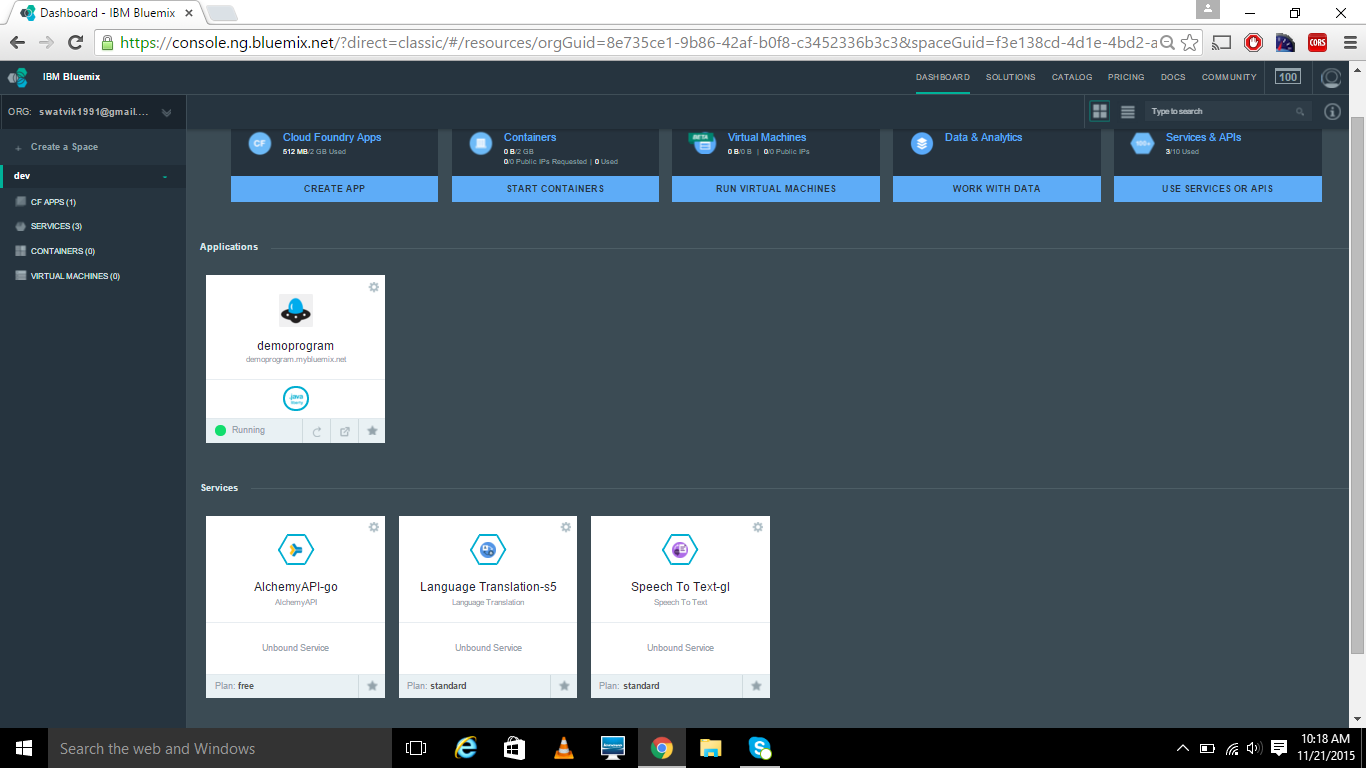 Dashboard - IBM Bluemix
https://console.ng.bluemix.net/?direct=classic/#/resources/orgGuid=8e735ce1-9b86-42af-b0f8-c3452336b3c3&spaceGuid=f3e138cd-4d1e-4bd2-a
CORS
IBM Bluemix
DASHBOARD SOLUTIONS CATALOG PRICING DOCS COMMUNITY 100
ORG: swatvik1991@gmail....
Type to search
+ Create a Space
dev
CF APPS (1)
SERVICES (3)
CONTAINERS (0)
VIRTUAL MACHINES (0)
CF
Cloud Foundry Apps
512 MB/2 GB Used
CREATE APP
Containers
0 B/2 GB
0/0 Public IPs Requested | 0 Used
START CONTAINERS
BETA
Virtual Machines
0 B/0 B | 0/0 Public IPs
RUN VIRTUAL MACHINES
Data & Analytics
WORK WITH DATA
100+
Services & APIs
3/10 Used
USE SERVICES OR APIS
Applications
demoprogram
demoprogram.mybluemix.net
java
liberty
Running
Services
AlchemyAPI-go
AlchemyAPI
Unbound Service
Plan: free
Language Translation-s5
Language Translation
Unbound Service
Plan: standard
Speech To Text-gl
Speech To Text
Unbound Service
Plan: standard
Search the web and Windows
10:18 AM
11/21/2015